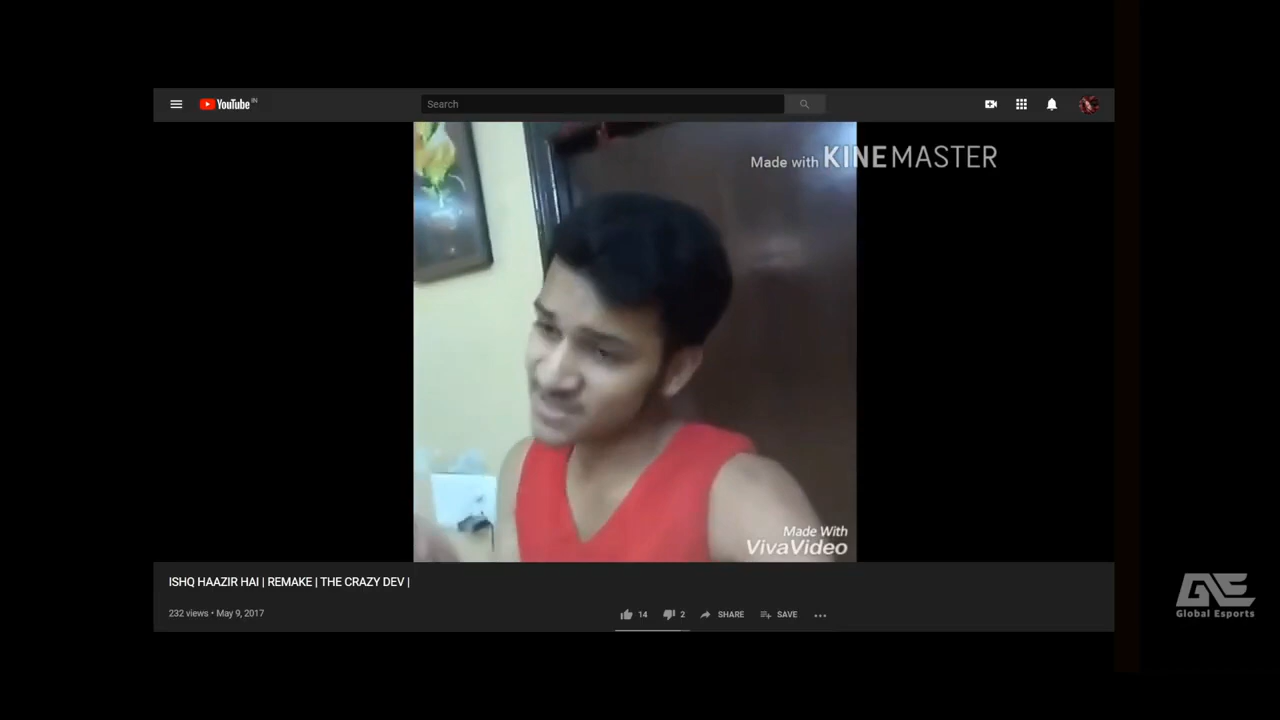 YouTube IN
Search
Made with KINEMASTER
Made With
VivaVideo
ISHQ HAAZIR HAI | REMAKE | THE CRAZY DEV |
232 views • May 9, 2017
14 2 SHARE SAVE
GE
Global Esports